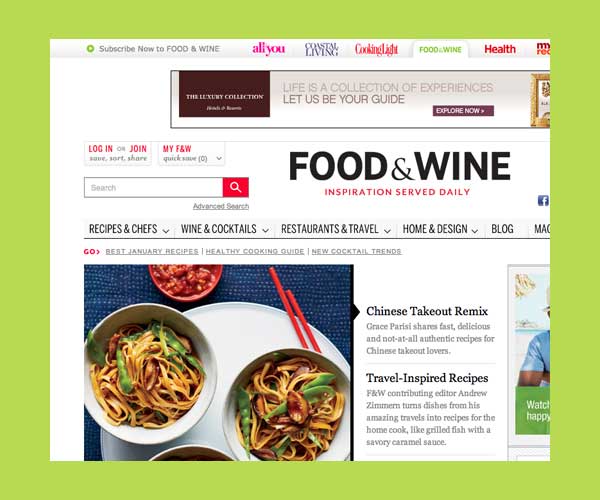 Subscribe Now to FOOD & WINE
all you
COASTAL LIVING
CookingLight
FOOD&WINE
Health
THE LUXURY COLLECTION
Hotels & Resorts
LIFE IS A COLLECTION OF EXPERIENCES
LET US BE YOUR GUIDE
EXPLORE NOW >
LOG IN OR JOIN
save, sort, share
MY F&W
quick save (0)
FOOD&WINE
INSPIRATION SERVED DAILY
Search
Advanced Search
RECIPES & CHEFS
WINE & COCKTAILS
RESTAURANTS & TRAVEL
HOME & DESIGN
BLOG
MAG
GO> BEST JANUARY RECIPES | HEALTHY COOKING GUIDE | NEW COCKTAIL TRENDS
Chinese Takeout Remix
Grace Parisi shares fast, delicious
and not-at-all authentic recipes for
Chinese takeout lovers.
Travel-Inspired Recipes
F&W contributing editor Andrew
Zimmern turns dishes from his
amazing travels into recipes for the
home cook, like grilled fish with a
savory caramel sauce.
Watch
happy